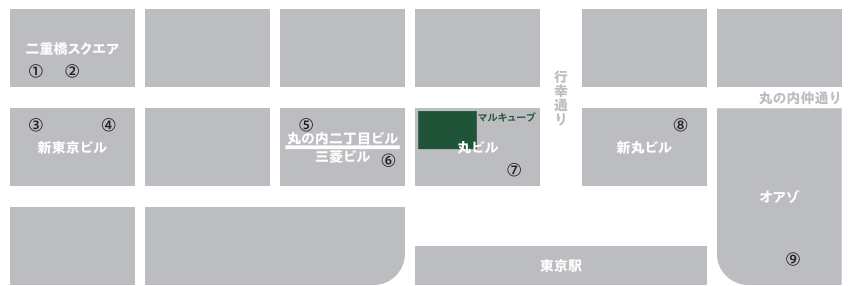 二重橋スクエア
① ②
行幸通り
丸の内仲通り
③ ④
新東京ビル
⑤
丸の内二丁目ビル
三菱ビル ⑥
マルキューブ
丸ビル
⑦
⑧
新丸ビル
オアゾ
⑨
東京駅